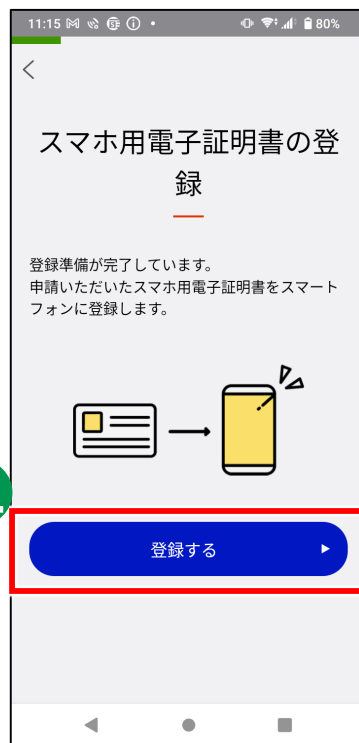 11:15
80%
スマホ用電子証明書の登
録
登録準備が完了しています。
申請いただいたスマホ用電子証明書をスマート
フォンに登録します。
登録する